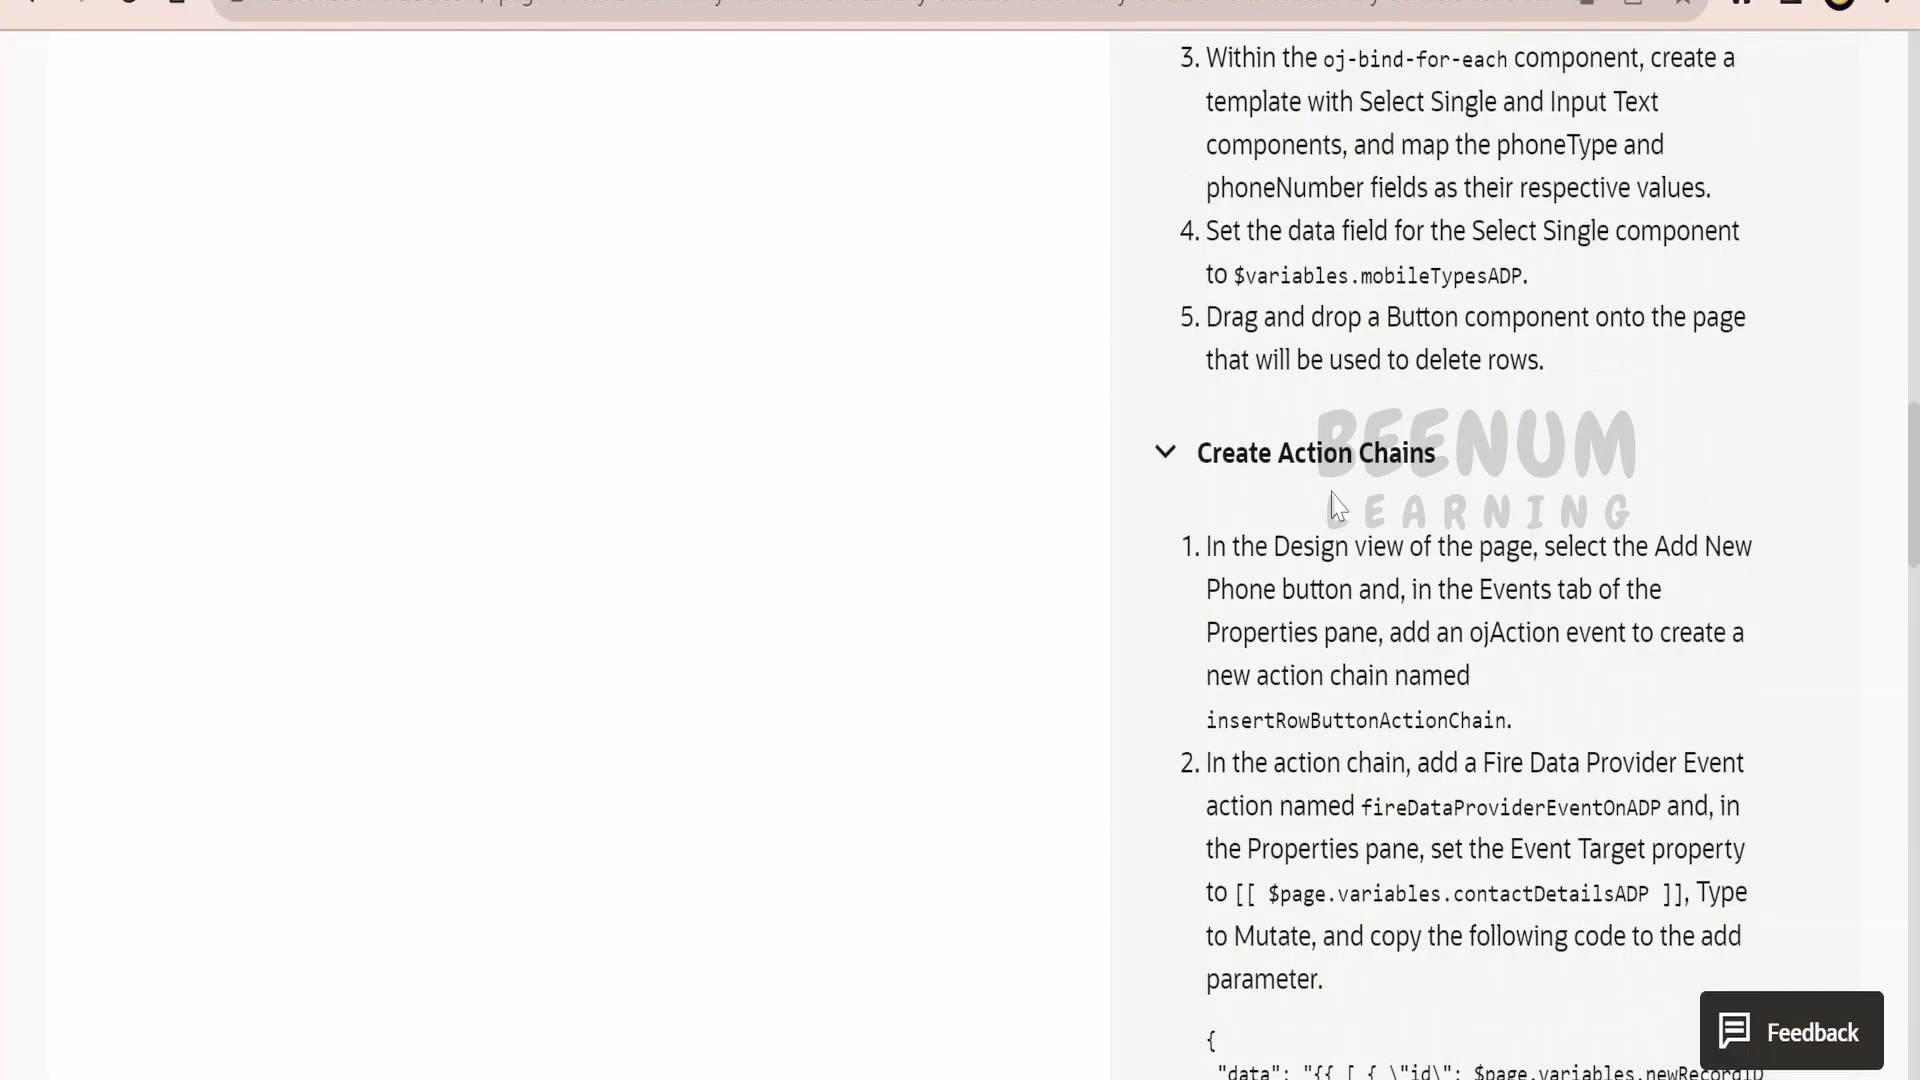 3. Within the oj-bind-for-each component, create a
template with Select Single and Input Text
components, and map the phoneType and
phoneNumber fields as their respective values.
4. Set the data field for the Select Single component
to $variables.mobileTypesADP.
5. Drag and drop a Button component onto the page
that will be used to delete rows.
BEENUM
LEARNING
Create Action Chains
1. In the Design view of the page, select the Add New
Phone button and, in the Events tab of the
Properties pane, add an ojAction event to create a
new action chain named
insertRowButtonActionChain.
2. In the action chain, add a Fire Data Provider Event
action named fireDataProviderEventOnADP and, in
the Properties pane, set the Event Target property
to [[ $page.variables.contactDetailsADP ]], Type
to Mutate, and copy the following code to the add
parameter.
{
"data": "{{ [ { \"id\": $page.variables.newRecordID
Feedback